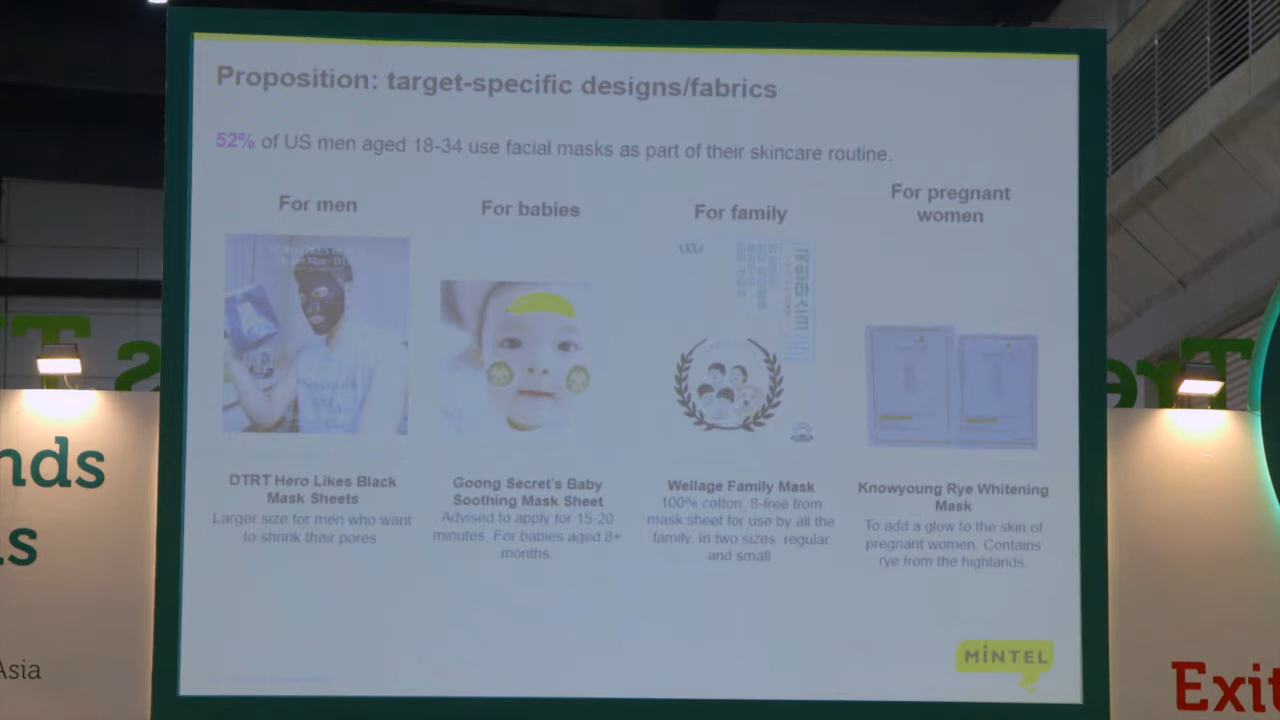 Proposition: target-specific designs/fabrics
52% of US men aged 18-34 use facial masks as part of their skincare routine.
For men
For babies
For family
For pregnant
women
DTRT Hero Likes Black
Mask Sheets
Larger size for men who want
to shrink their pores
Goong Secret's Baby
Soothing Mask Sheet
Advised to apply for 15-20
minutes. For babies aged 8+
months.
Wellage Family Mask
100% cotton, 8-free from
mask sheet for use by all the
family. In two sizes regular
and small
Knowyoung Rye Whitening
Mask
To add a glow to the skin of
pregnant women. Contains
rye from the highlands.
MINTEL
nds
s
Asia
Tre
Exit